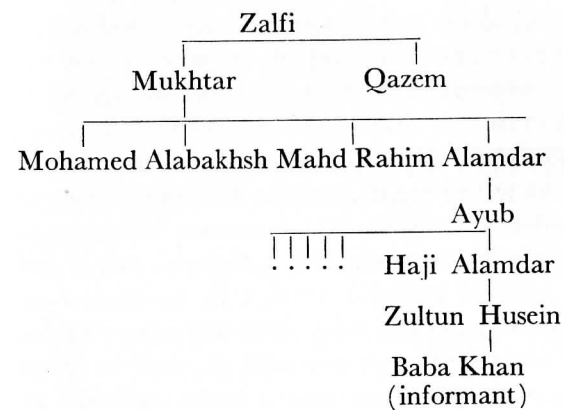 Zalfi
Mukhtar Qazem
Mohamed Alabakhsh Mahd Rahim Alamdar
Ayub
. . . . . Haji Alamdar
Zultun Husein
Baba Khan
(informant)